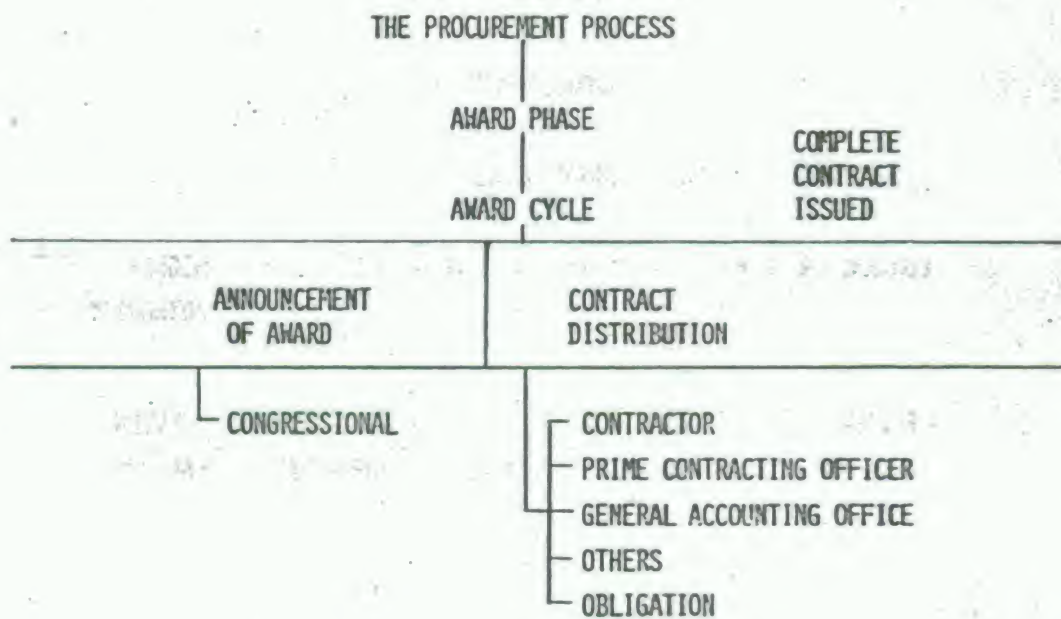 THE PROCUREMENT PROCESS
AWARD PHASE
COMPLETE
CONTRACT
ISSUED
AWARD CYCLE
ANNOUNCEMENT
OF AWARD
CONTRACT
DISTRIBUTION
CONGRESSIONAL
CONTRACTOR
PRIME CONTRACTING OFFICER
GENERAL ACCOUNTING OFFICE
OTHERS
OBLIGATION